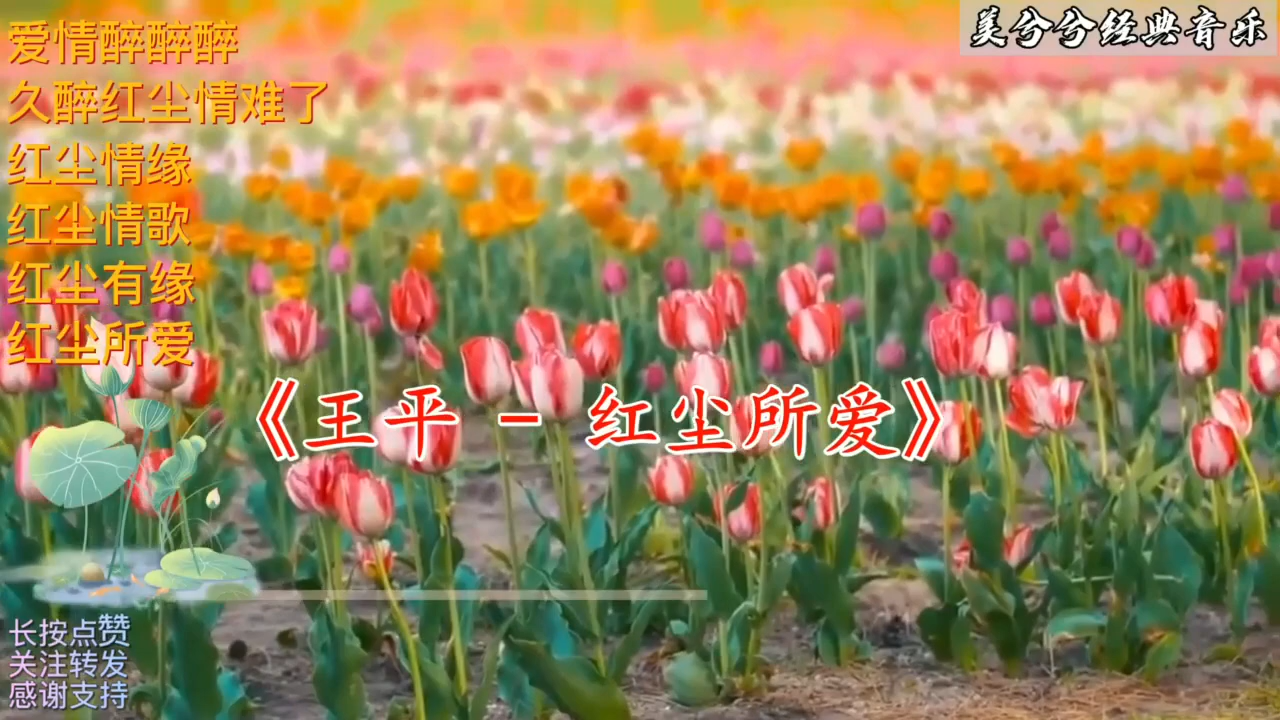 美兮兮经典音乐
爱情醉醉醉
久醉红尘情难了
红尘情缘
红尘情歌
红尘有缘
红尘所爱
《王平 - 红尘所爱》
长按点赞
关注转发
感谢支持